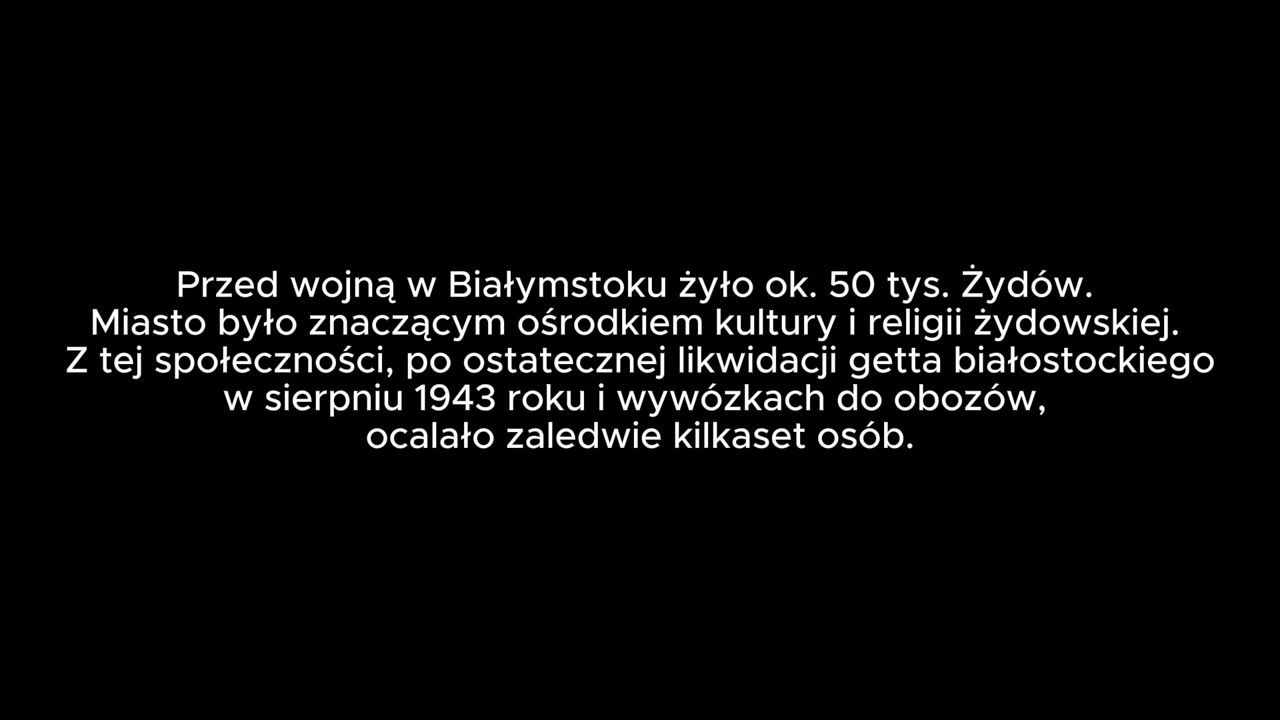 Przed wojną w Białymstoku żyło ok. 50 tys. Żydów.
Miasto było znaczącym ośrodkiem kultury i religii żydowskiej.
Z tej społeczności, po ostatecznej likwidacji getta białostockiego
w sierpniu 1943 roku i wywózkach do obozów,
ocalało zaledwie kilkaset osób.